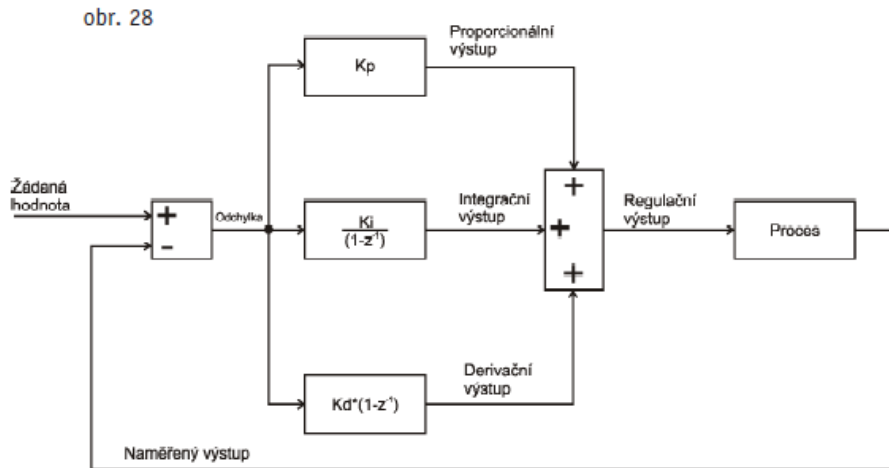 obr. 28
Proporcionální
výstup
Kp
Žádaná
hodnota
+
-
Odchylka
Ki
(1-z⁻¹)
Integrační
výstup
+
+
+
Regulační
výstup
Proces
Kd*(1-z⁻¹)
Derivační
výstup
Naměřený výstup